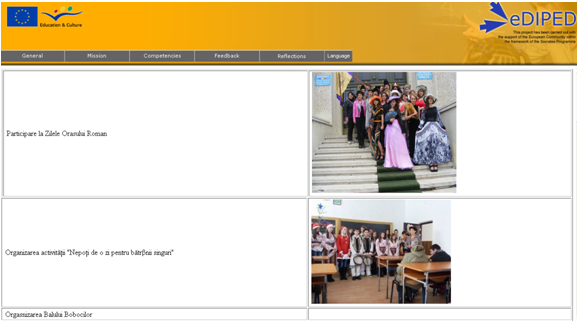 Education & Culture
eDIPED
This project has been carried out with
the support of the European Community within
the framework of the Socrates Programme
General
Mission
Competencies
Feedback
Reflections
Language
Participare la Zilele Orasului Roman
Organizarea activităţii "Nepoţi de o zi pentru bătrînii singuri"
Organizarea Balului Bobocilor